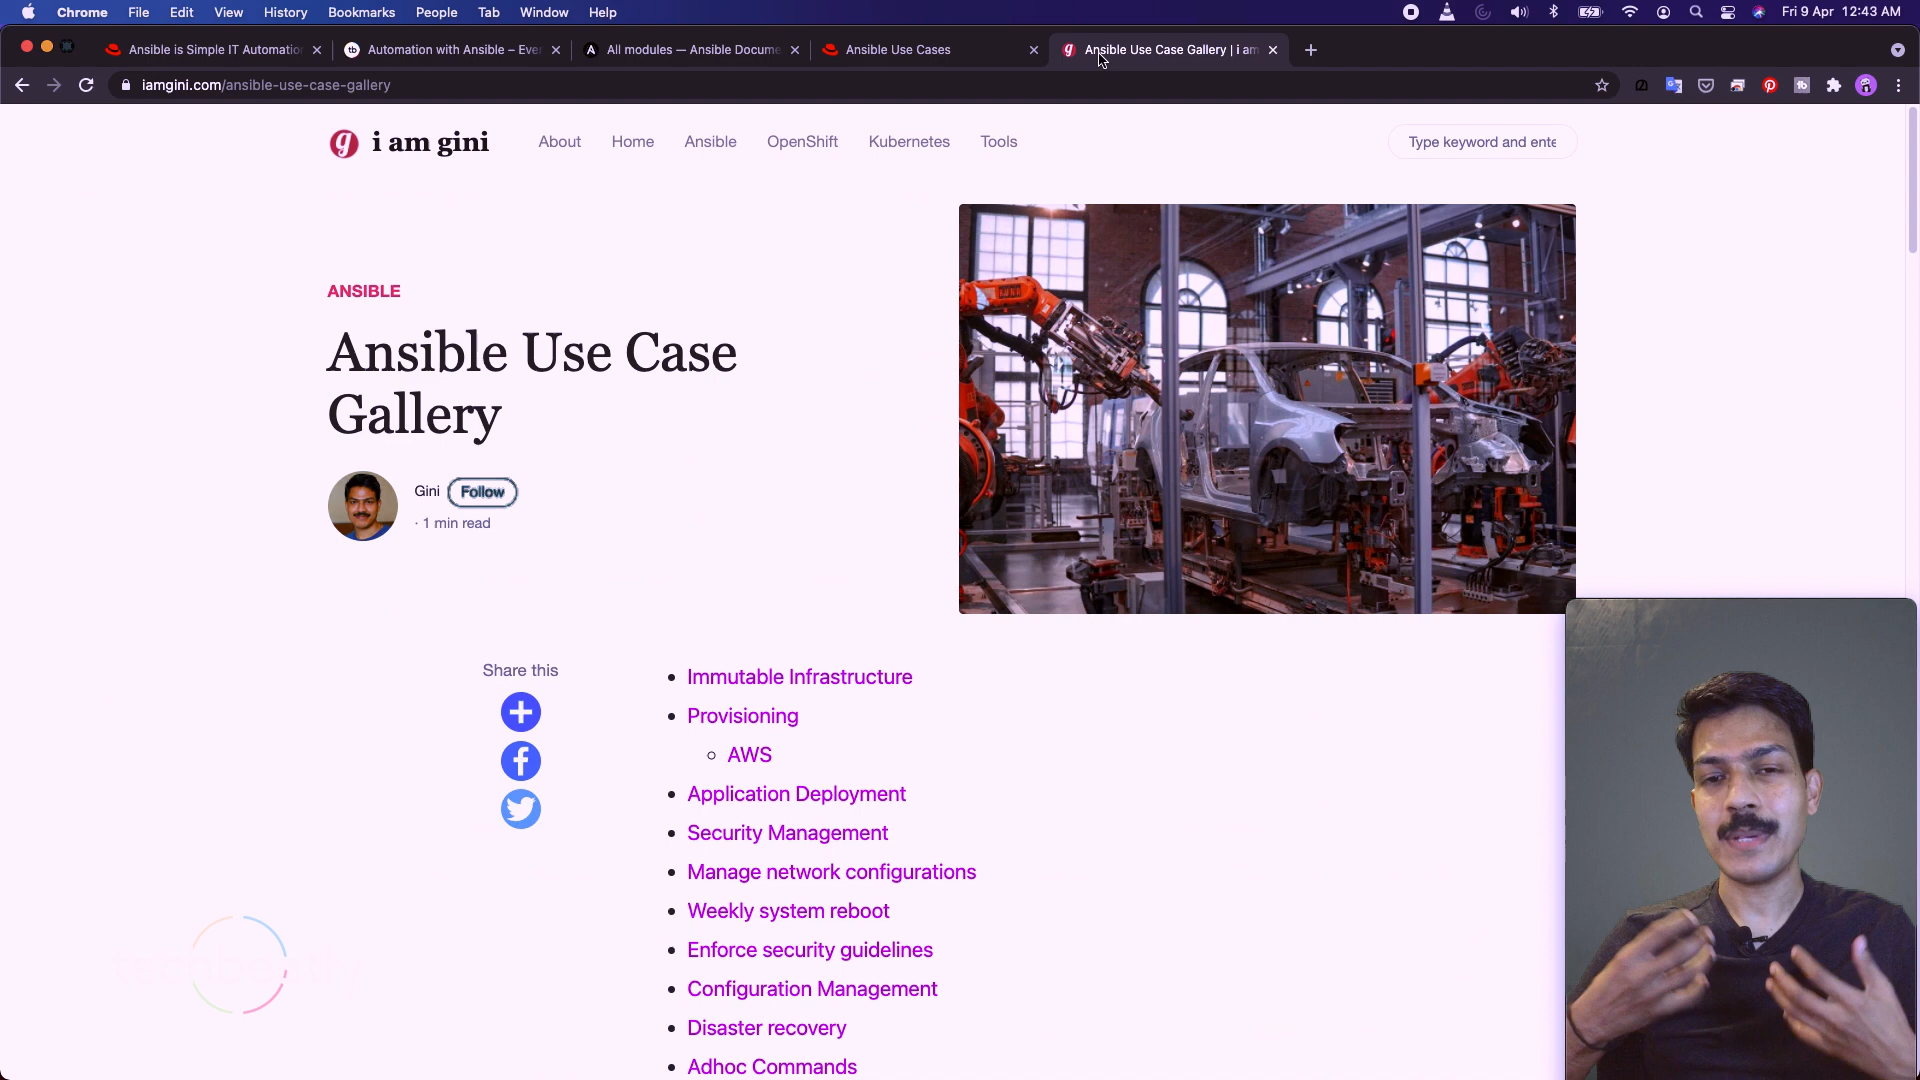 Chrome File Edit View History Bookmarks People Tab Window Help Fri 9 Apr 12:43 AM
Ansible is Simple IT Automation Automation with Ansible – Eve All modules — Ansible Docume Ansible Use Cases Ansible Use Case Gallery | i am
iamgini.com/ansible-use-case-gallery
g i am gini About Home Ansible OpenShift Kubernetes Tools Type keyword and ente
ANSIBLE
Ansible Use Case
Gallery
Gini Follow
· 1 min read
Share this
Immutable Infrastructure
Provisioning
AWS
Application Deployment
Security Management
Manage network configurations
Weekly system reboot
Enforce security guidelines
Configuration Management
Disaster recovery
Adhoc Commands